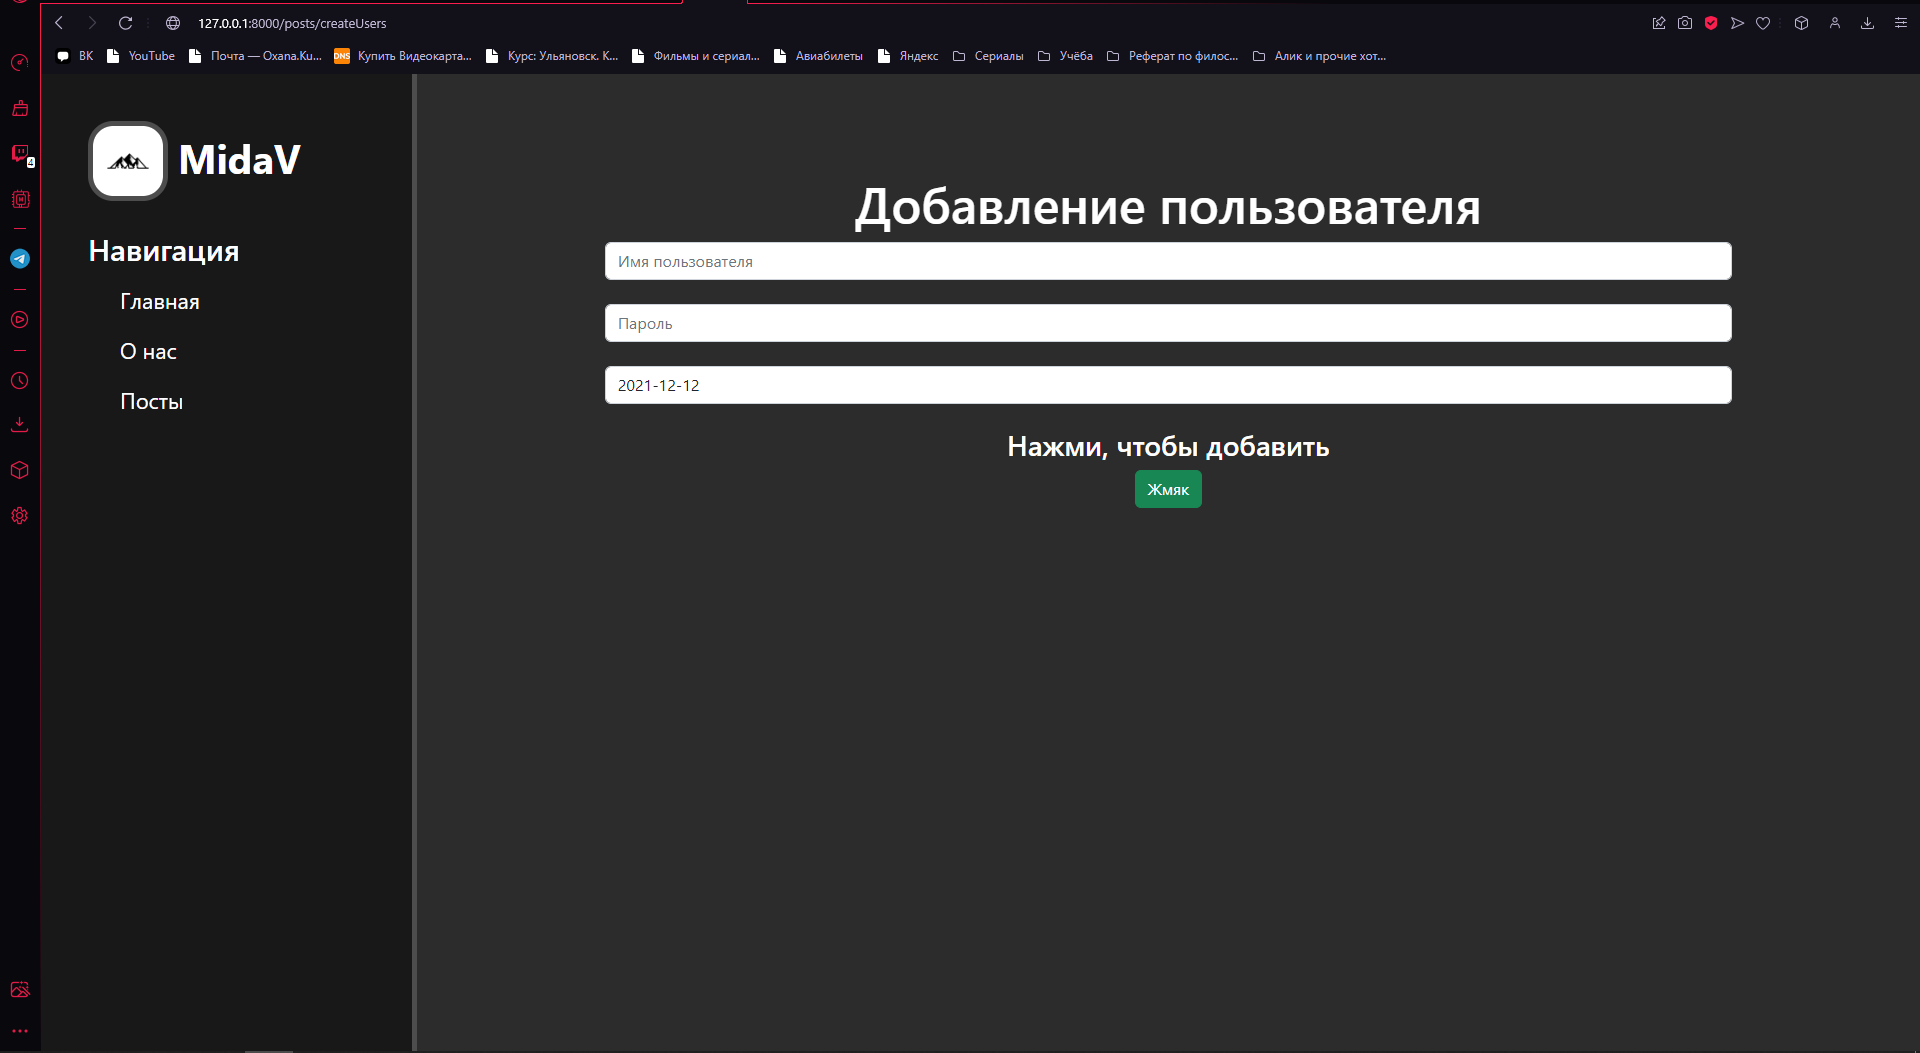 127.0.0.1:8000/posts/createUsers
ВК YouTube Почта — Oxana.Ku... DNS Купить Видеокарта... Курс: Ульяновск. К... Фильмы и сериал... Авиабилеты Яндекс Сериалы Учёба Реферат по филос... Алик и прочие хот...
4
MidaV
Навигация
Главная
О нас
Посты
Добавление пользователя
Имя пользователя
Пароль
2021-12-12
Нажми, чтобы добавить
Жмяк